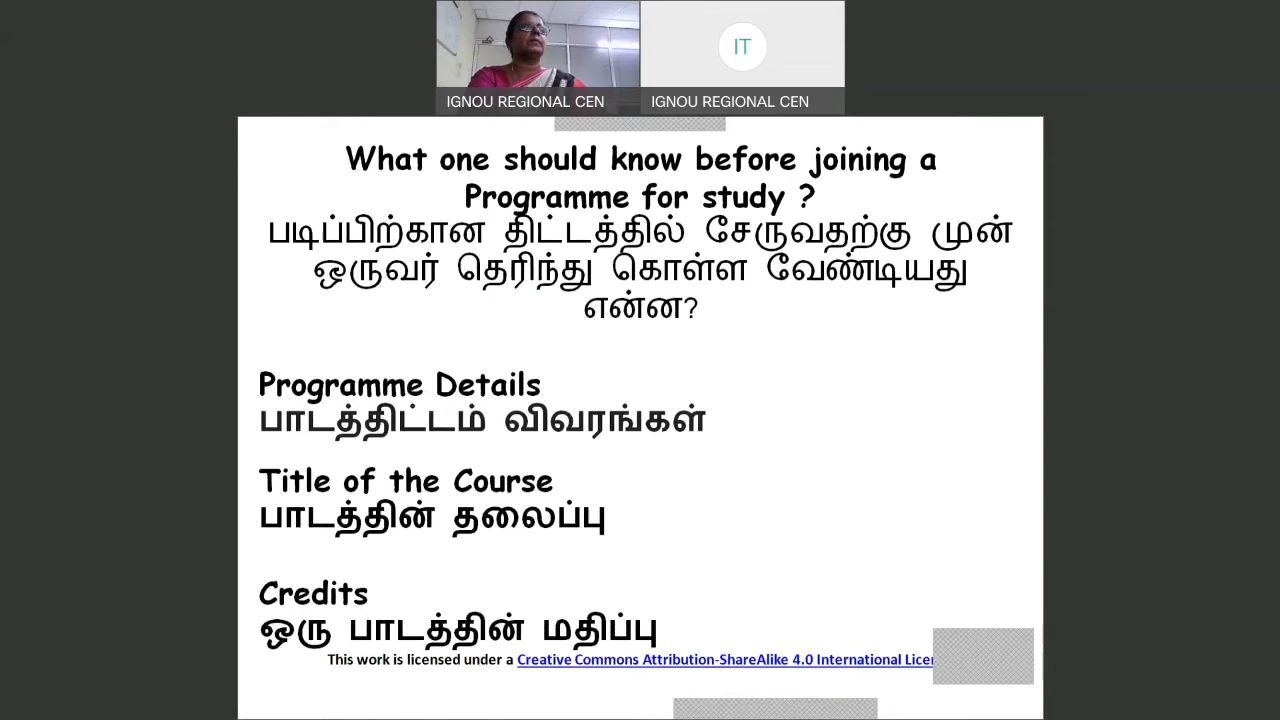 IT
IGNOU REGIONAL CEN
IGNOU REGIONAL CEN
What one should know before joining a
Programme for study ?
படிப்பிற்கான திட்டத்தில் சேருவதற்கு முன்
ஒருவர் தெரிந்து கொள்ள வேண்டியது
என்ன?
Programme Details
பாடத்திட்டம் விவரங்கள்
Title of the Course
பாடத்தின் தலைப்பு
Credits
ஒரு பாடத்தின் மதிப்பு
This work is licensed under a Creative Commons Attribution-ShareAlike 4.0 International